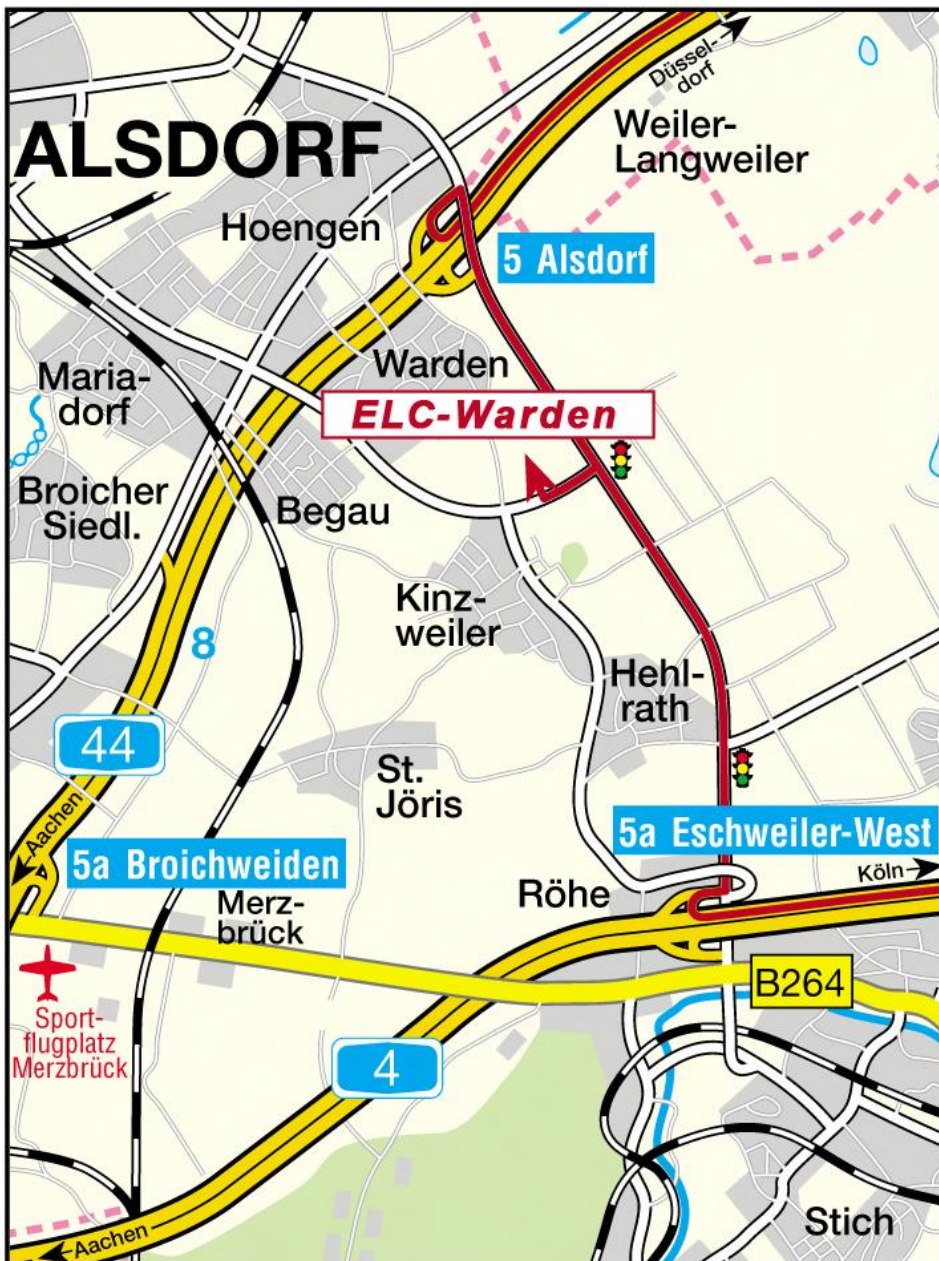 Düssel-
dorf
Weiler-
Langweiler
ALSDORF
Hoengen
5 Alsdorf
Warden
Maria-
dorf
ELC-Warden
Broicher
Siedl.
Begau
Kinz-
weiler
8
Hehl-
rath
44
St.
Jöris
Aachen
5a Broichweiden
5a Eschweiler-West
Köln
Röhe
Merz-
brück
B264
Sport-
flugplatz
Merzbrück
4
Stich
Aachen